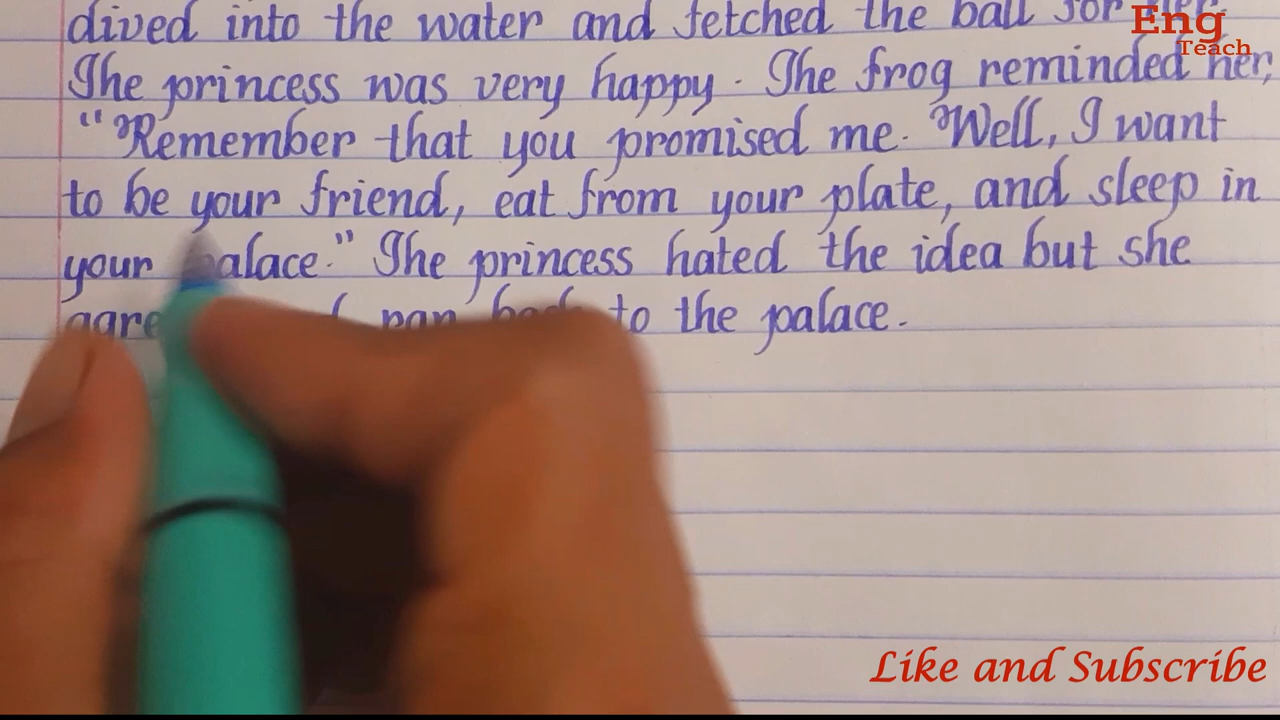 dived into the water and fetched the ball for
Eng
Teach
The princess was very happy. The frog reminded her,
"Remember that you promised me. Well, I want
to be your friend, eat from your plate, and sleep in
your palace." The princess hated the idea but she
ran back to the palace.
Like and Subscribe